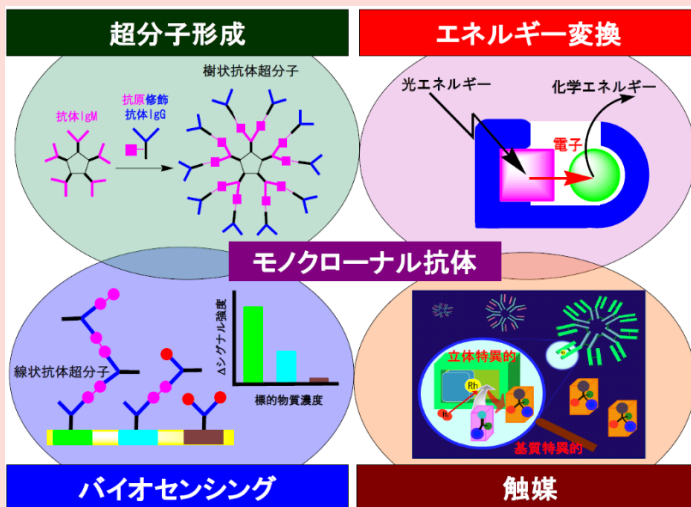 超分子形成
エネルギー変換
樹状抗体超分子
抗体IgM
抗原修飾
抗体IgG
光エネルギー
化学エネルギー
電子
モノクローナル抗体
線状抗体超分子
Δシグナル強度
標的物質濃度
立体特異的
Rh
基質特異的
バイオセンシング
触媒